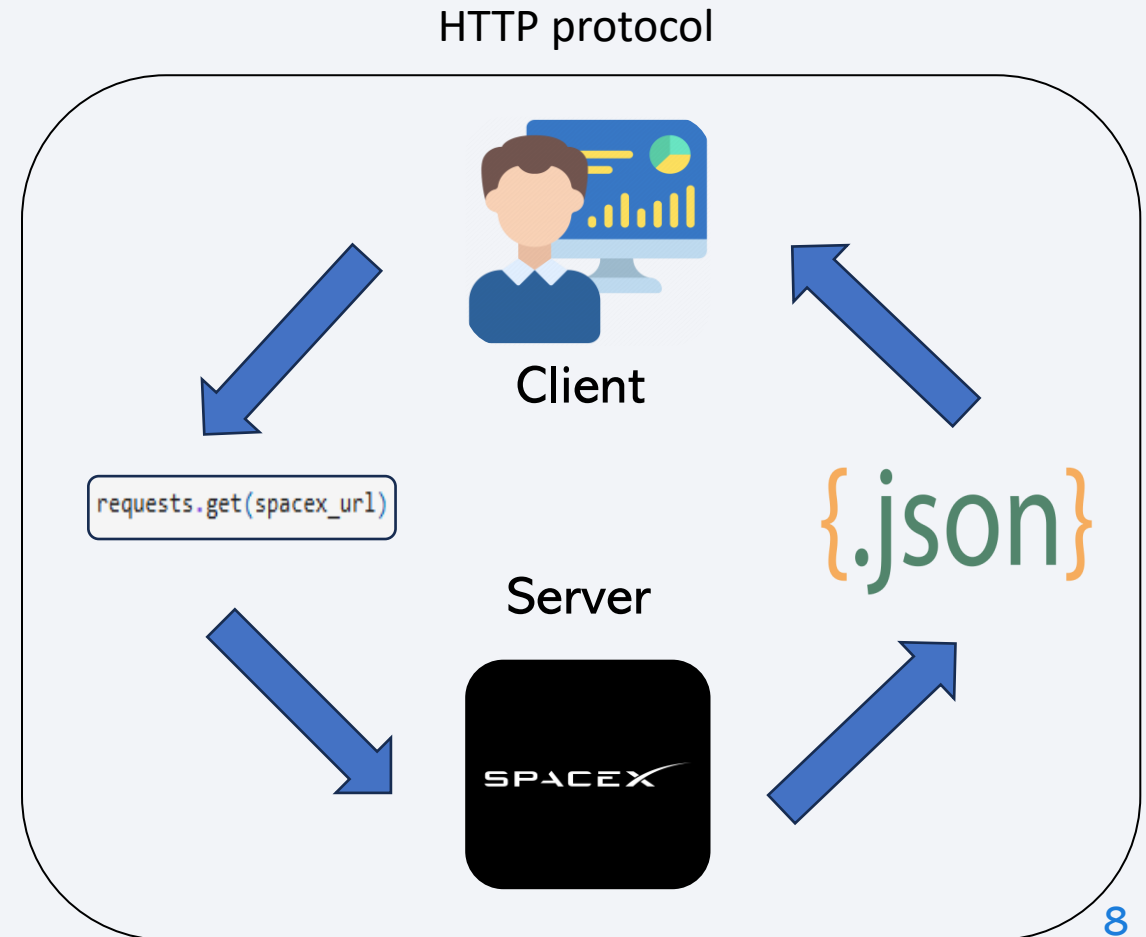 HTTP protocol
Client
requests.get(spacex_url)
{.json}
Server
SPACEX
8